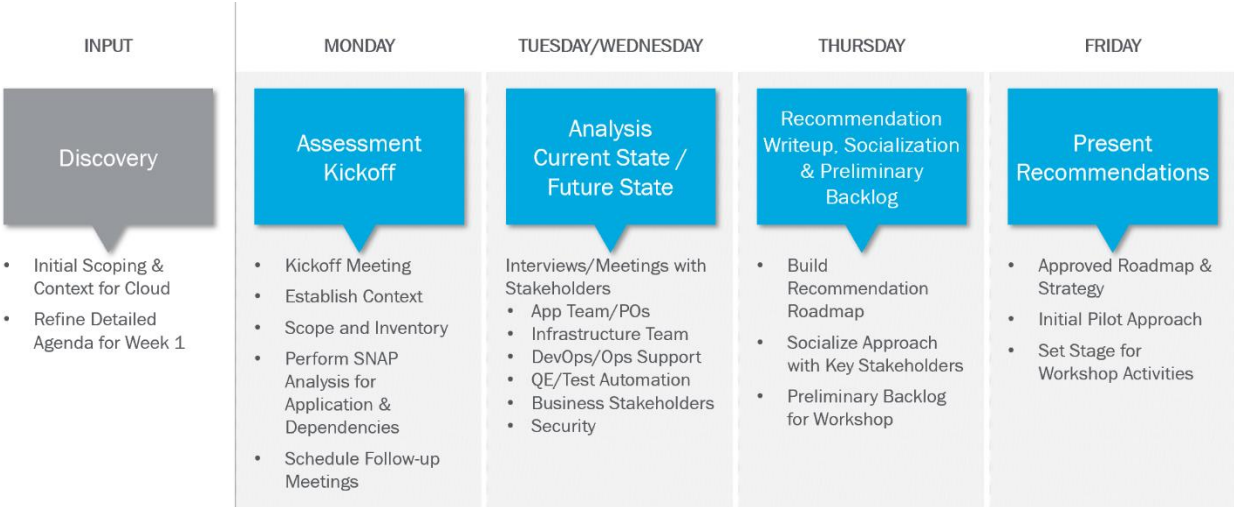 INPUT
Discovery
• Initial Scoping &
Context for Cloud
• Refine Detailed
Agenda for Week 1
MONDAY
Assessment
Kickoff
• Kickoff Meeting
• Establish Context
• Scope and Inventory
• Perform SNAP
Analysis for
Application &
Dependencies
• Schedule Follow-up
Meetings
TUESDAY/WEDNESDAY
Analysis
Current State /
Future State
Interviews/Meetings with
Stakeholders
• App Team/POs
• Infrastructure Team
• DevOps/Ops Support
• QE/Test Automation
• Business Stakeholders
• Security
THURSDAY
Recommendation
Writeup, Socialization
& Preliminary
Backlog
• Build
Recommendation
Roadmap
• Socialize Approach
with Key Stakeholders
• Preliminary Backlog
for Workshop
FRIDAY
Present
Recommendations
• Approved Roadmap &
Strategy
• Initial Pilot Approach
• Set Stage for
Workshop Activities